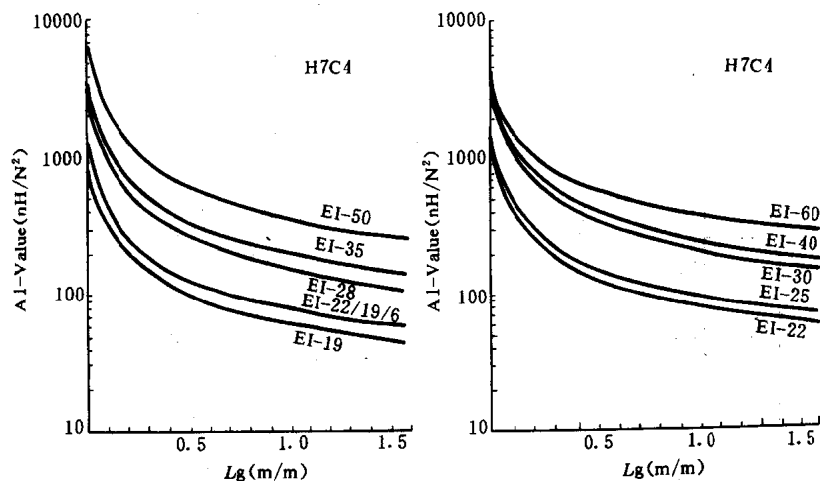 10000
H7C4
1000
Al-Value(nH/N²)
EI-50
EI-35
EI-28
100
EI-22/19/6
EI-19
10
0.5
1.0
1.5
Lg(m/m)
10000
H7C4
1000
Al-Value(nH/N²)
EI-60
EI-40
EI-30
EI-25
100
EI-22
10
0.5
1.0
1.5
Lg(m/m)